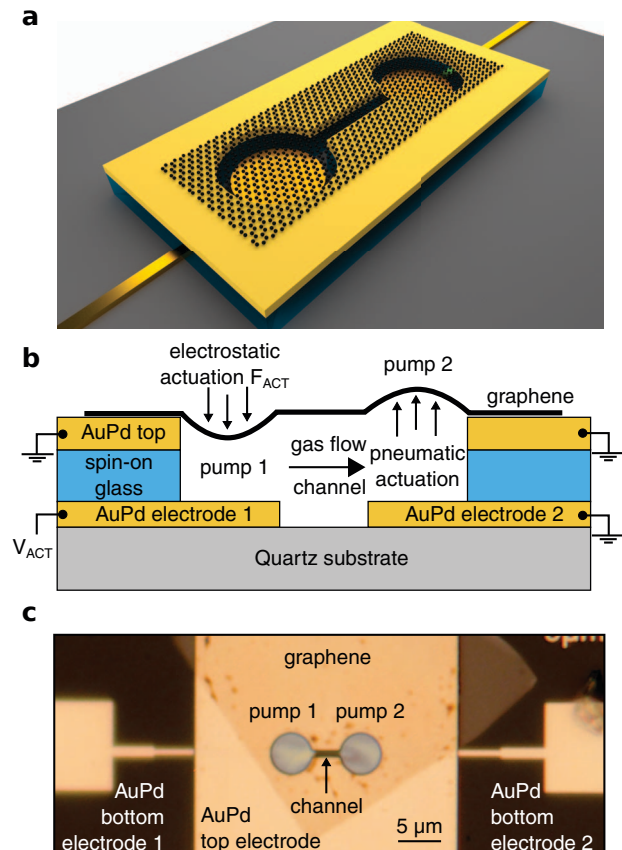 a
b
electrostatic
actuation F_ACT
pump 2
graphene
AuPd top
spin-on
glass
pump 1
gas flow
channel
pneumatic
actuation
AuPd electrode 1
AuPd electrode 2
V_ACT
Quartz substrate
c
graphene
pump 1
pump 2
channel
AuPd
bottom
electrode 1
AuPd
top electrode
5 µm
AuPd
bottom
electrode 2